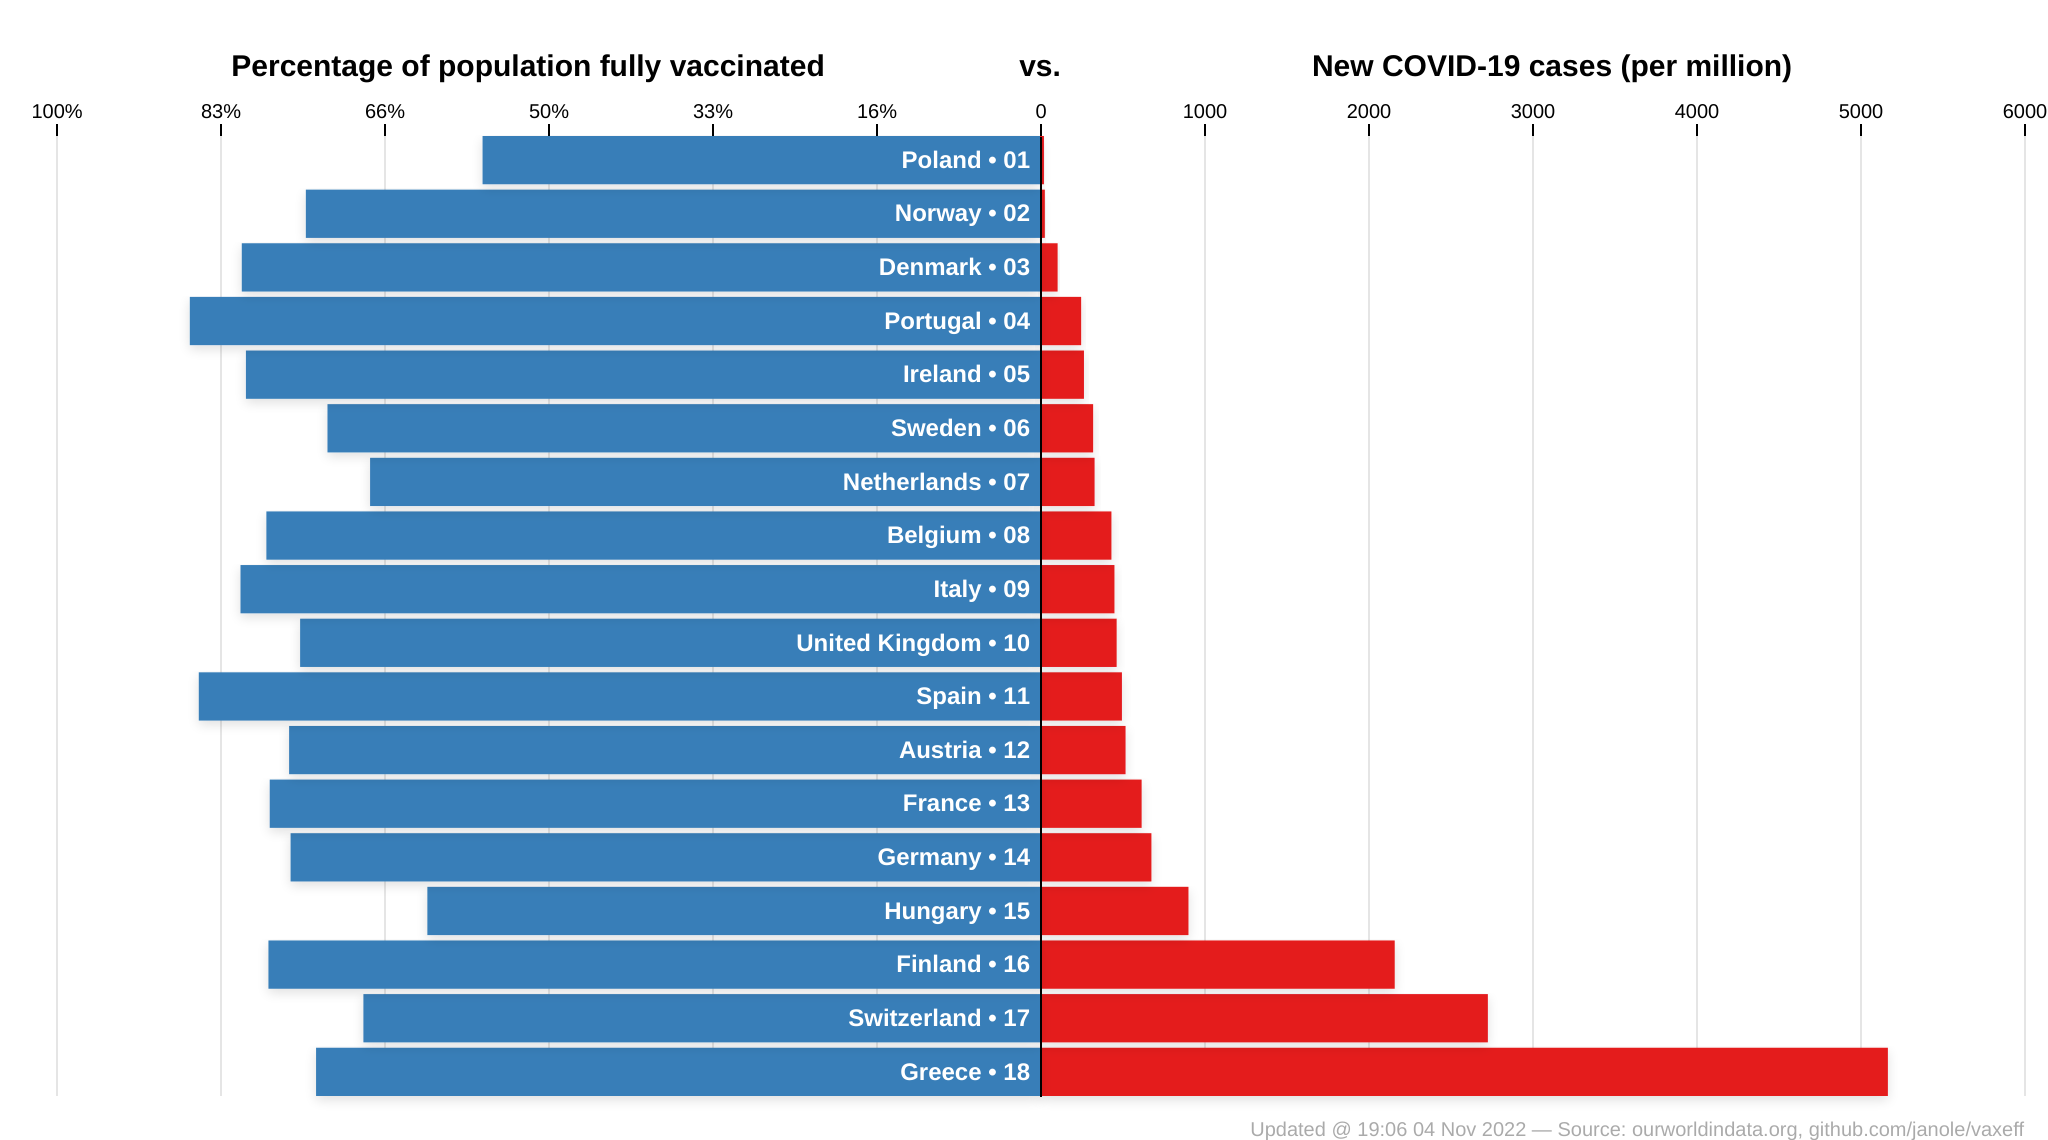 Percentage of population fully vaccinated vs. New COVID-19 cases (per million)
100% 83% 66% 50% 33% 16% 0 1000 2000 3000 4000 5000 6000
Poland • 01
Norway • 02
Denmark • 03
Portugal • 04
Ireland • 05
Sweden • 06
Netherlands • 07
Belgium • 08
Italy • 09
United Kingdom • 10
Spain • 11
Austria • 12
France • 13
Germany • 14
Hungary • 15
Finland • 16
Switzerland • 17
Greece • 18
Updated @ 19:06 04 Nov 2022 — Source: ourworldindata.org, github.com/janole/vaxeff